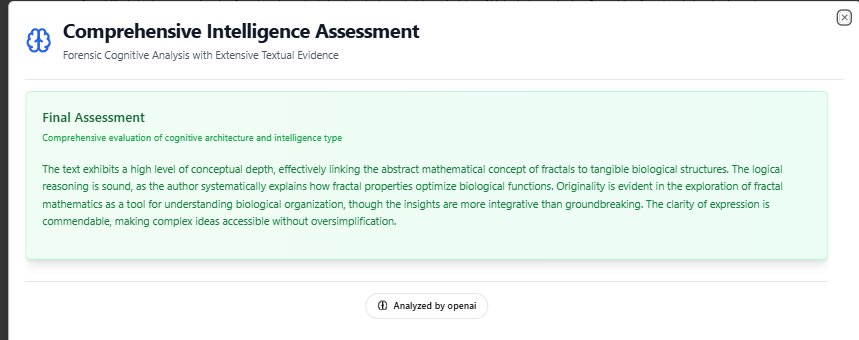 Comprehensive Intelligence Assessment
Forensic Cognitive Analysis with Extensive Textual Evidence
Final Assessment
Comprehensive evaluation of cognitive architecture and intelligence type
The text exhibits a high level of conceptual depth, effectively linking the abstract mathematical concept of fractals to tangible biological structures. The logical
reasoning is sound, as the author systematically explains how fractal properties optimize biological functions. Originality is evident in the exploration of fractal
mathematics as a tool for understanding biological organization, though the insights are more integrative than groundbreaking. The clarity of expression is
commendable, making complex ideas accessible without oversimplification.
Analyzed by openai